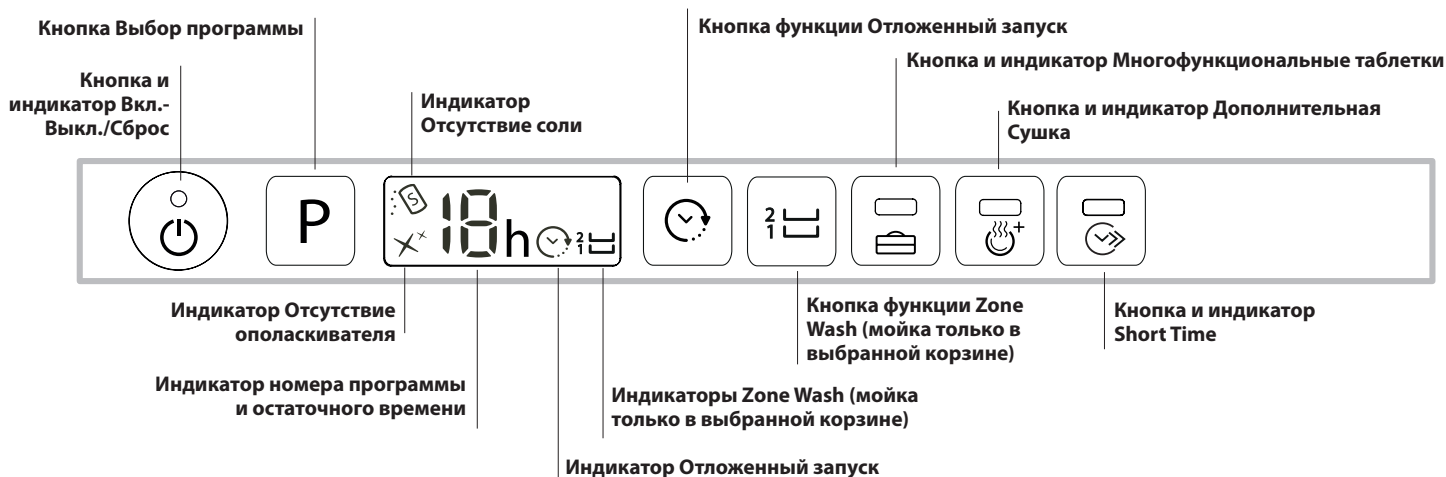 Кнопка Выбор программы
Кнопка функции Отложенный запуск
Кнопка и индикатор Многофункциональные таблетки
Кнопка и
индикатор Вкл.-
Выкл./Сброс
Индикатор
Отсутствие соли
Кнопка и индикатор Дополнительная
Сушка
P
S
18h
2
1
2
1
+
Индикатор Отсутствие
ополаскивателя
Кнопка функции Zone
Wash (мойка только в
выбранной корзине)
Кнопка и индикатор
Short Time
Индикатор номера программы
и остаточного времени
Индикаторы Zone Wash (мойка
только в выбранной корзине)
Индикатор Отложенный запуск